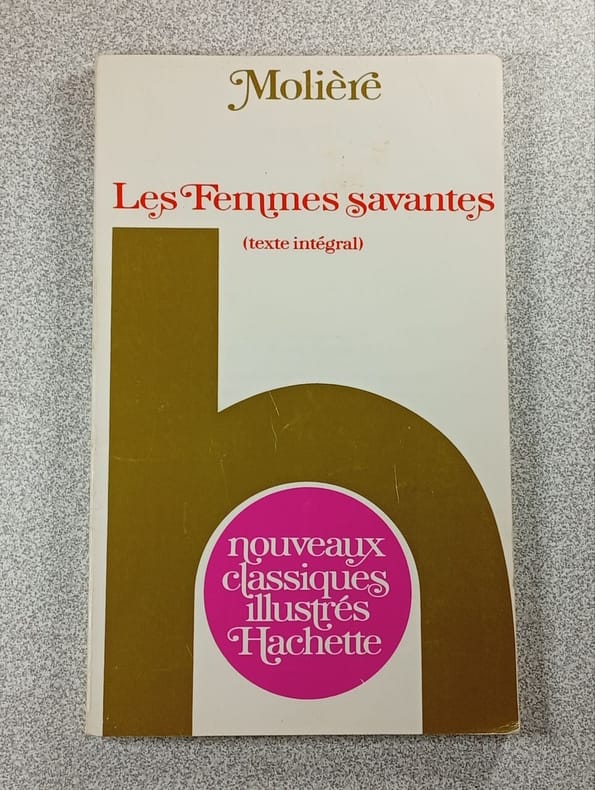 Molière
Les Femmes savantes
(texte intégral)
h
nouveaux
classiques
illustrés
Hachette